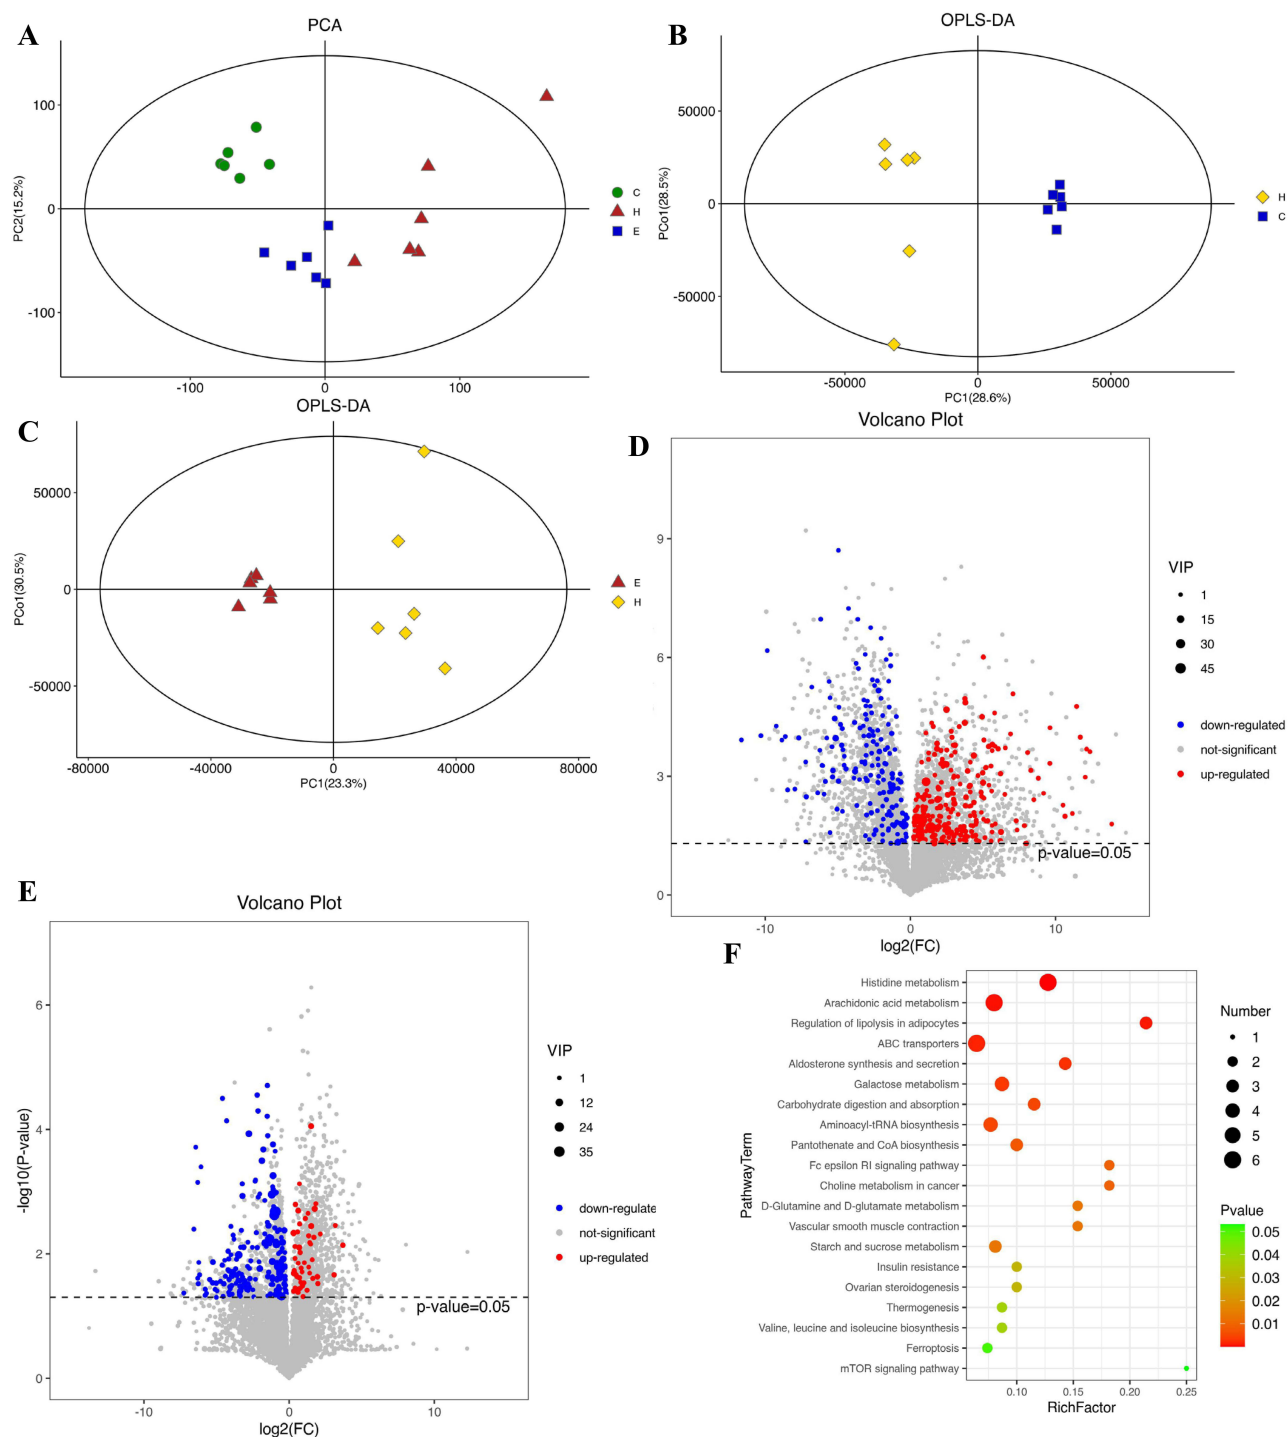 A
PCA
PC2(15.2%)
100
0
-100
-100
0
100
C
H
E
B
OPLS-DA
PCo1(28.5%)
50000
0
-50000
-50000
0
50000
PC1(28.6%)
H
C
C
OPLS-DA
PCo1(30.5%)
50000
0
-50000
-80000
-40000
0
40000
80000
PC1(23.3%)
E
H
D
Volcano Plot
9
6
3
0
p-value=0.05
-10
0
10
log2(FC)
VIP
1
15
30
45
down-regulated
not-significant
up-regulated
E
Volcano Plot
-log10(P-value)
6
4
2
0
p-value=0.05
-10
0
10
log2(FC)
VIP
1
12
24
35
down-regulate
not-significant
up-regulated
F
PathwayTerm
Histidine metabolism
Arachidonic acid metabolism
Regulation of lipolysis in adipocytes
ABC transporters
Aldosterone synthesis and secretion
Galactose metabolism
Carbohydrate digestion and absorption
Aminoacyl-tRNA biosynthesis
Pantothenate and CoA biosynthesis
Fc epsilon RI signaling pathway
Choline metabolism in cancer
D-Glutamine and D-glutamate metabolism
Vascular smooth muscle contraction
Starch and sucrose metabolism
Insulin resistance
Ovarian steroidogenesis
Thermogenesis
Valine, leucine and isoleucine biosynthesis
Ferroptosis
mTOR signaling pathway
0.10
0.15
0.20
0.25
RichFactor
Number
1
2
3
4
5
6
Pvalue
0.05
0.04
0.03
0.02
0.01